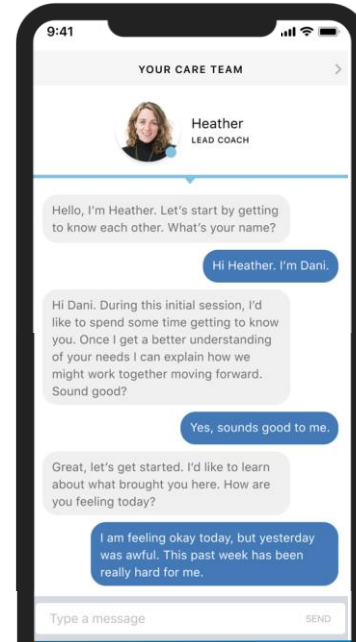 9:41
YOUR CARE TEAM
Heather
LEAD COACH
Hello, I'm Heather. Let's start by getting
to know each other. What's your name?
Hi Heather. I'm Dani.
Hi Dani. During this initial session, I'd
like to spend some time getting to know
you. Once I get a better understanding
of your needs I can explain how we
might work together moving forward.
Sound good?
Yes, sounds good to me.
Great, let's get started. I'd like to learn
about what brought you here. How are
you feeling today?
I am feeling okay today, but yesterday
was awful. This past week has been
really hard for me.
Type a message SEND